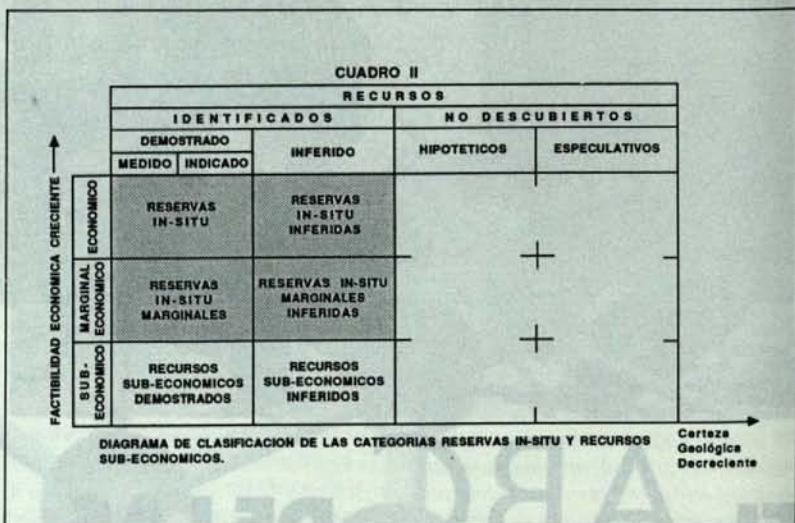 CUADRO II
RECURSOS
IDENTIFICADOS
NO DESCUBIERTOS
DEMOSTRADO
INFERIDO
HIPOTETICOS
ESPECULATIVOS
MEDIDO
INDICADO
FACTIBILIDAD ECONOMICA CRECIENTE
ECONOMICO
RESERVAS
IN-SITU
RESERVAS
IN-SITU
INFERIDAS
MARGINAL
ECONOMICO
RESERVAS
IN-SITU
MARGINALES
RESERVAS IN-SITU
MARGINALES
INFERIDAS
SUB-
ECONOMICO
RECURSOS
SUB-ECONOMICOS
DEMOSTRADOS
RECURSOS
SUB-ECONOMICOS
INFERIDOS
DIAGRAMA DE CLASIFICACION DE LAS CATEGORIAS RESERVAS IN-SITU Y RECURSOS
SUB-ECONOMICOS.
Certeza
Geológica
Decreciente